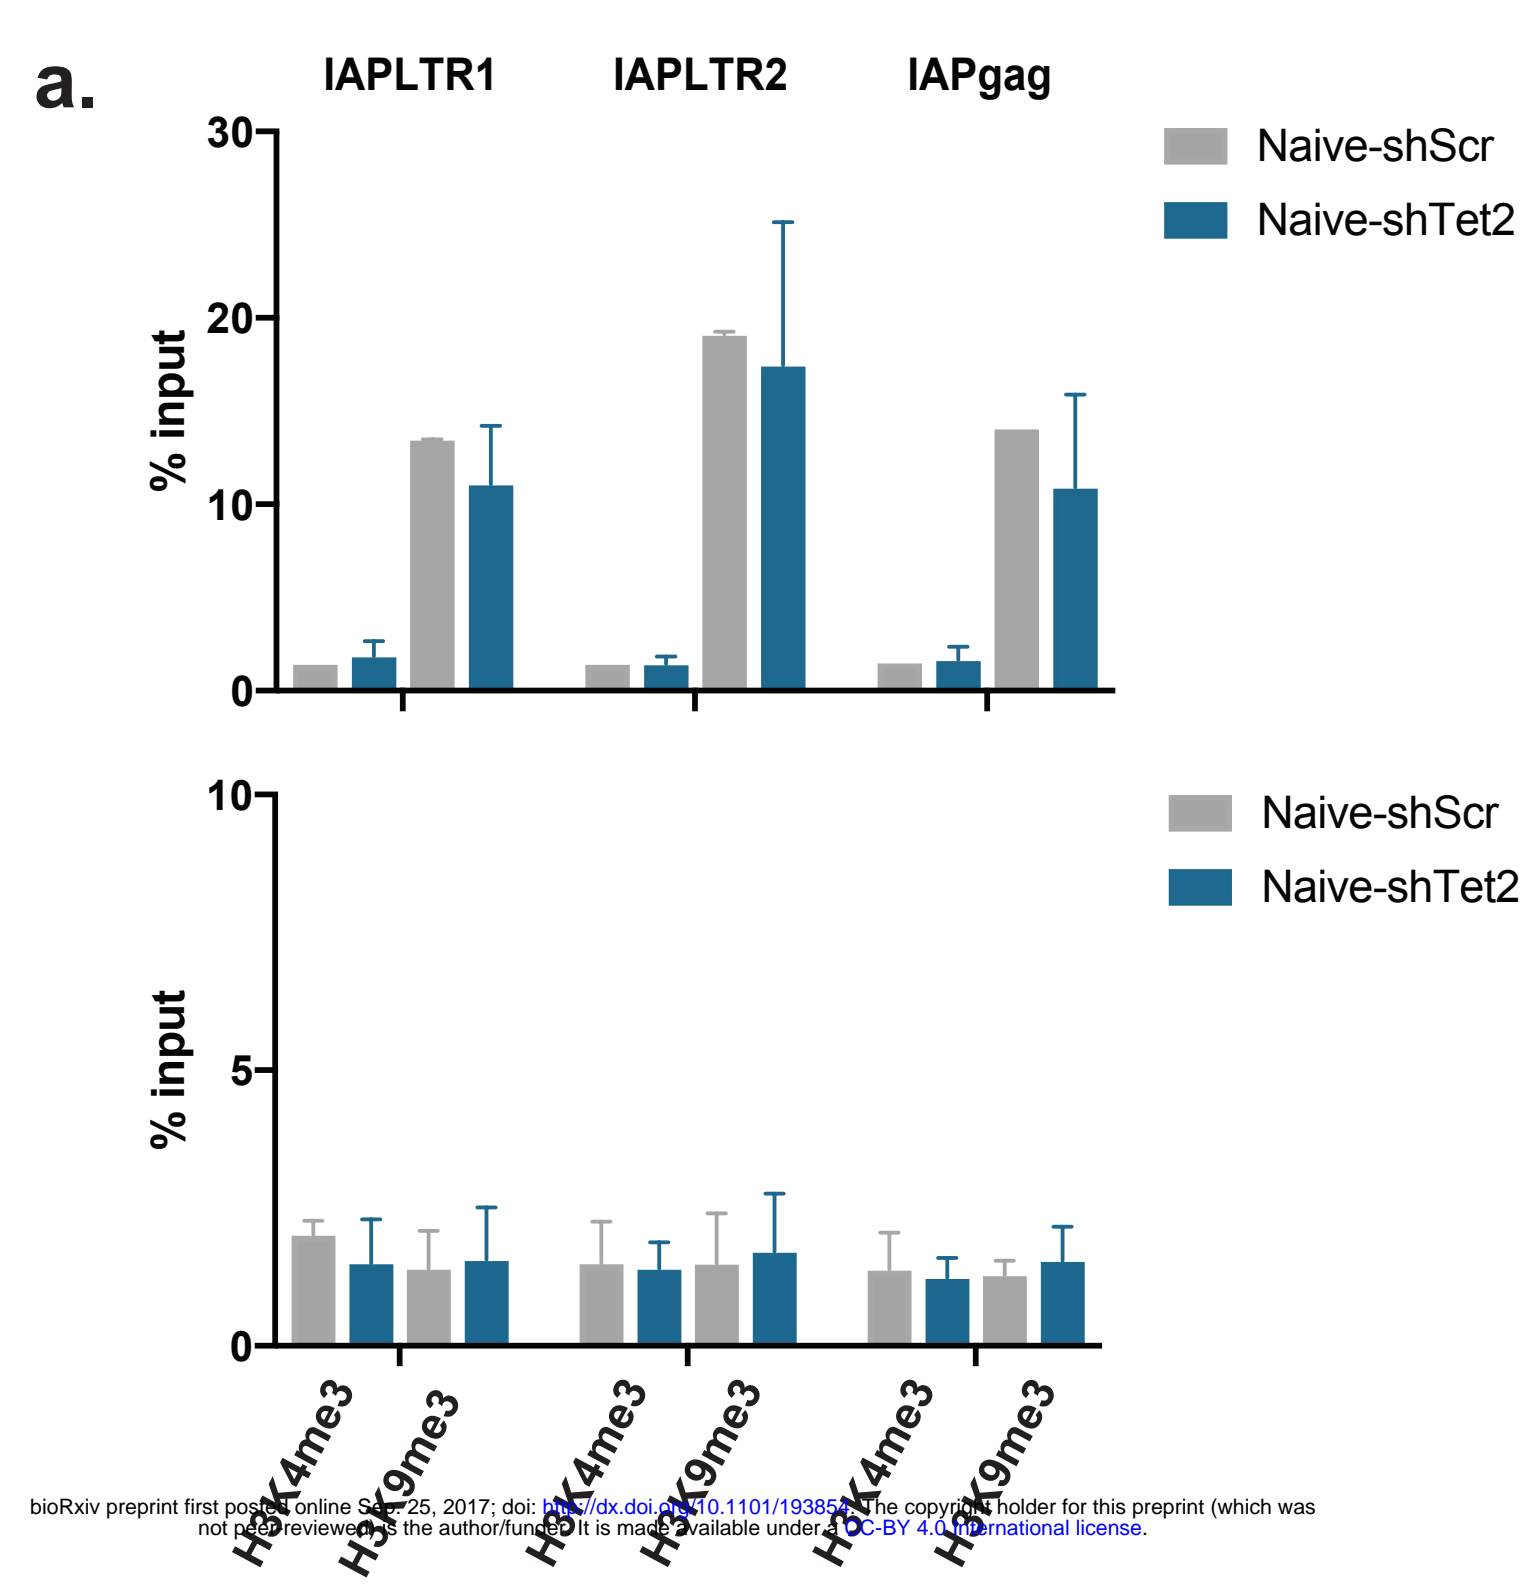 a.
IAPLTR1 IAPLTR2 IAPgag
30
20
10
0
% input
Naive-shScr
Naive-shTet2
10
5
0
% input
Naive-shScr
Naive-shTet2
H3K4me3 H3K9me3 H3K4me3 H3K9me3 H3K4me3 H3K9me3
bioRxiv preprint first posted online Sep. 25, 2017; doi: http://dx.doi.org/10.1101/193854. The copyright holder for this preprint (which was
not peer-reviewed) is the author/funder. It is made available under a CC-BY 4.0 International license.